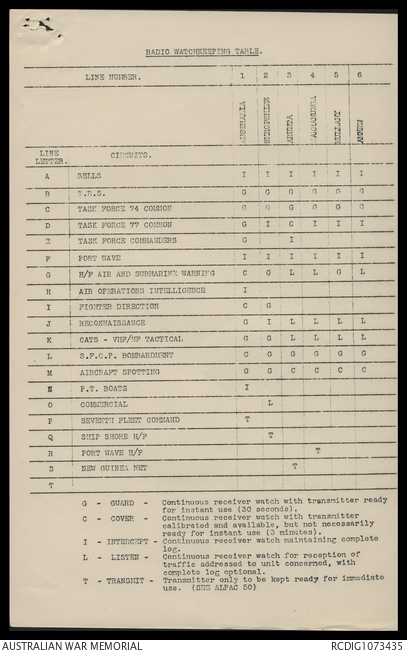 RADIO WATCHKEEPING TABLE.
LINE NUMBER. 1 2 3 4 5 6
AUSTRALIA SHROPSHIRE ARUNTA WARRAMUNGA
LINE LETTER. CIRCUITS.
A BELLS I I I I I I
B T.B.S. G G G G G G
C TASK FORCE 74 COMMON G G G G G G
D TASK FORCE 77 COMMON G I C I I I
E TASK FORCE COMMANDERS G I
F PORT WAVE I I I I I I
G H/F AIR AND SUBMARINE WARNING C G L L G L
H AIR OPERATIONS INTELLIGENCE I
I FIGHTER DIRECTION C G
J RECONNAISSANCE G I L L L L
K CATS - VHF/HF TACTICAL G G L L L L
L S.F.C.P. BOMBARDMENT G G G G G G
M AIRCRAFT SPOTTING G G C C C C
N P.T. BOATS I
O COMMERCIAL L
P SEVENTH FLEET COMMAND T
Q SHIP SHORE H/F T
R PORT WAVE H/F T
S NEW GUINEA NET T
T
G - GUARD - Continuous receiver watch with transmitter ready
for instant use (30 seconds).
C - COVER - Continuous receiver watch with transmitter
calibrated and available, but not necessarily
ready for instant use (3 minutes).
I - INTERCEPT - Continuous receiver watch maintaining complete
log.
L - LISTEN - Continuous receiver watch for reception of
traffic addressed to unit concerned, with
complete log optional.
T - TRANSMIT - Transmitter only to be kept ready for immediate
use. (SEE ALPAC 50)
AUSTRALIAN WAR MEMORIAL RCDIG1073435